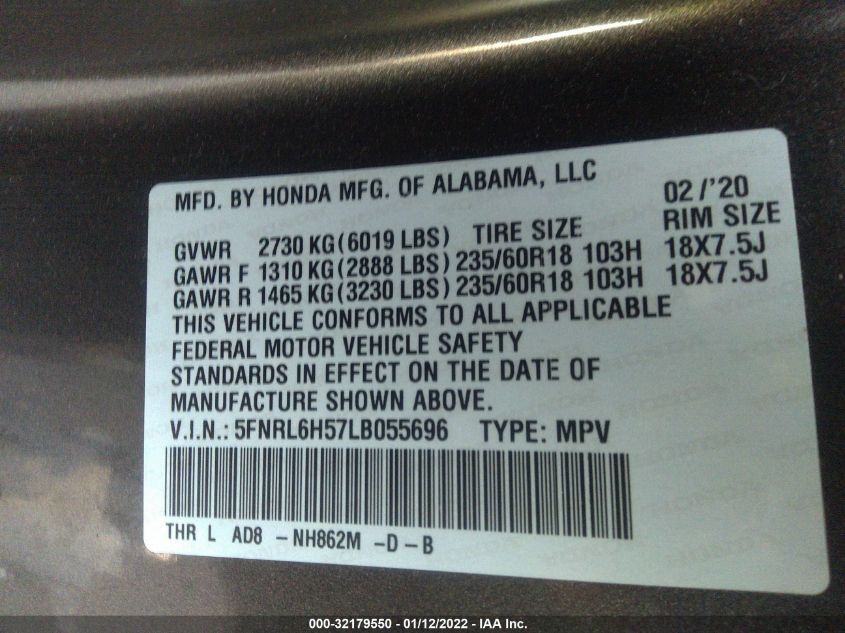 MFD. BY HONDA MFG. OF ALABAMA, LLC 02/'20
GVWR 2730 KG(6019 LBS) TIRE SIZE RIM SIZE
GAWR F 1310 KG(2888 LBS) 235/60R18 103H 18X7.5J
GAWR R 1465 KG(3230 LBS) 235/60R18 103H 18X7.5J
THIS VEHICLE CONFORMS TO ALL APPLICABLE
FEDERAL MOTOR VEHICLE SAFETY
STANDARDS IN EFFECT ON THE DATE OF
MANUFACTURE SHOWN ABOVE.
V.I.N.: 5FNRL6H57LB055696 TYPE: MPV
THR L AD8 -NH862M -D-B
000-32179550 - 01/12/2022 - IAA Inc.